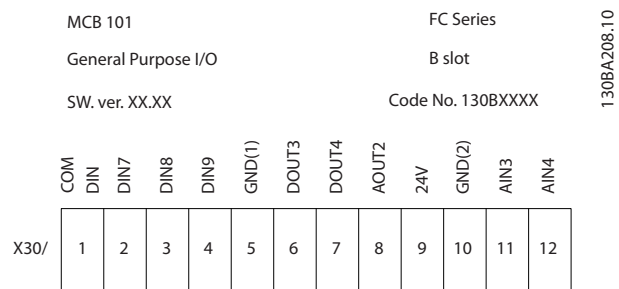 MCB 101
FC Series
General Purpose I/O
B slot
SW. ver. XX.XX
Code No. 130BXXXX
130BA208.10
COM
DIN
DIN7
DIN8
DIN9
GND(1)
DOUT3
DOUT4
AOUT2
24V
GND(2)
AIN3
AIN4
X30/ 1 2 3 4 5 6 7 8 9 10 11 12